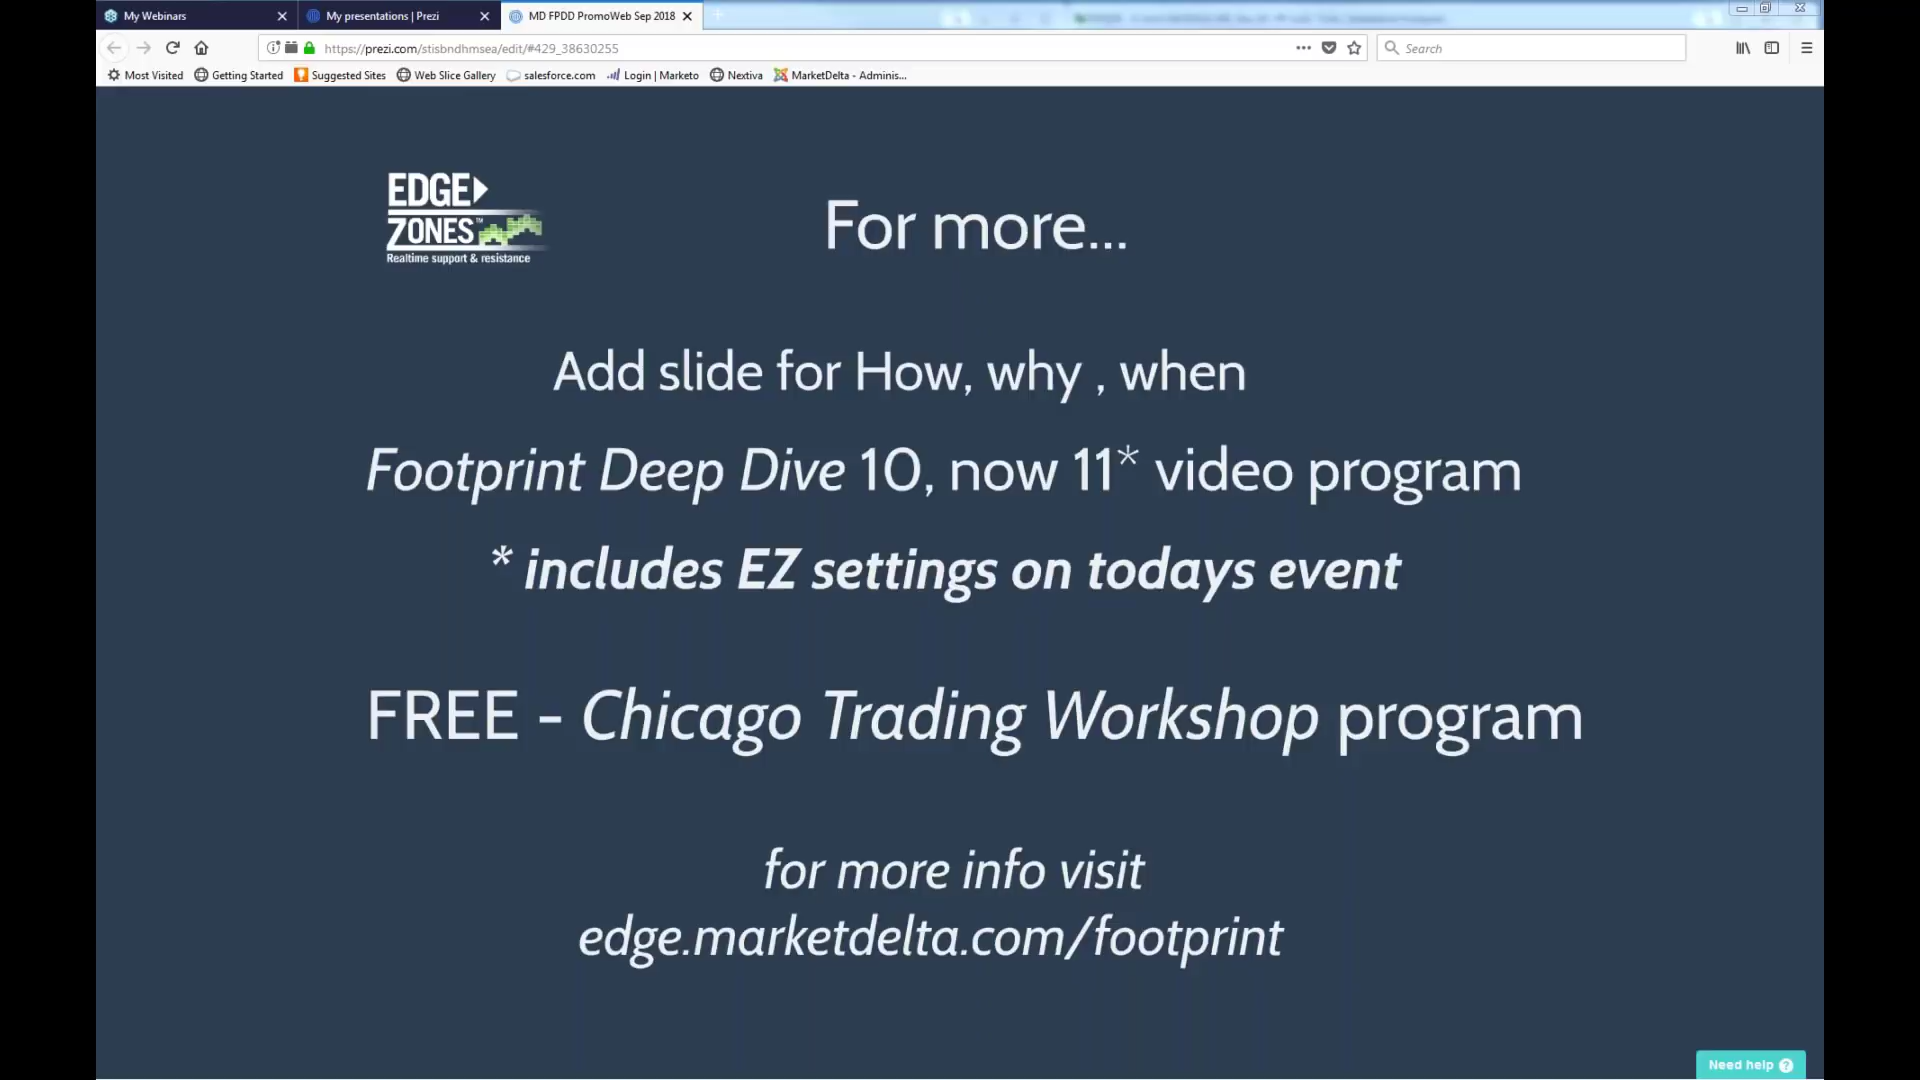 My Webinars
My presentations | Prezi
MD FPDD PromoWeb Sep 2018
https://prezi.com/stisbndhmsea/edit/#429_38630255
Search
Most Visited
Getting Started
Suggested Sites
Web Slice Gallery
salesforce.com
Login | Marketo
Nextiva
MarketDelta - Adminis...
EDGE
ZONES™
Realtime support & resistance
For more...
Add slide for How, why , when
Footprint Deep Dive 10, now 11* video program
* includes EZ settings on todays event
FREE - Chicago Trading Workshop program
for more info visit
edge.marketdelta.com/footprint
Need help ?